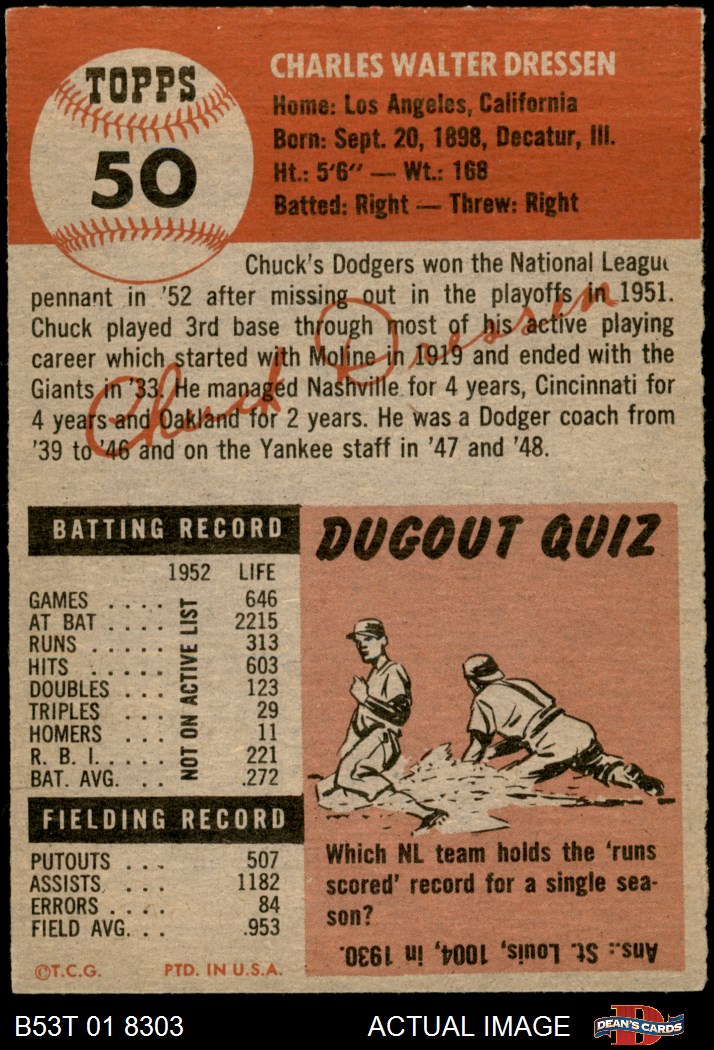 TOPPS
50
CHARLES WALTER DRESSEN
Home: Los Angeles, California
Born: Sept. 20, 1898, Decatur, Ill.
Ht.: 5'6" — Wt.: 168
Batted: Right — Threw: Right
Chuck's Dodgers won the National League
pennant in '52 after missing out in the playoffs in 1951.
Chuck played 3rd base through most of his active playing
career which started with Moline in 1919 and ended with the
Giants in '33. He managed Nashville for 4 years, Cincinnati for
4 years and Oakland for 2 years. He was a Dodger coach from
'39 to '46 and on the Yankee staff in '47 and '48.
Chuck Dressen
BATTING RECORD
1952 LIFE
GAMES .... 646
AT BAT .... 2215
RUNS ..... 313
HITS ..... 603
DOUBLES ... 123
TRIPLES ... 29
HOMERS ... 11
R. B. I..... 221
BAT. AVG. ... .272
NOT ON ACTIVE LIST
FIELDING RECORD
PUTOUTS ... 507
ASSISTS .... 1182
ERRORS .... 84
FIELD AVG. .. .953
©T.C.G. PTD. IN U.S.A.
DUGOUT QUIZ
Which NL team holds the 'runs
scored' record for a single sea-
son?
Ans.: St. Louis, 1004, in 1930.
B53T 01 8303 ACTUAL IMAGE
D
DEAN'S CARDS